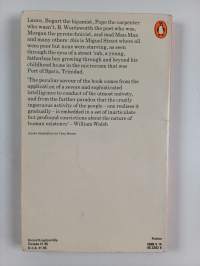 Laura, Bogart the bigamist, Popo the carpenter
who wasn't, B. Wordsworth the poet who was,
Morgan the pyrotechnicist, and mad Man Man
and many others: this is Miguel Street where all
were poor but none were starving, as seen
through the eyes of a street 'rab, a young,
fatherless boy growing through and beyond his
childhood home in the microcosm that was
Port of Spain, Trinidad.
'The peculiar savour of the book comes from the
application of a severe and sophisticated
intelligence to conduct of the utmost naïvety,
and from the further paradox that the cruelly
ingenuous activity of the people – one realizes it
gradually – is embedded in a set of inarticulate
but profound convictions about the nature of
human existence' – William Walsh